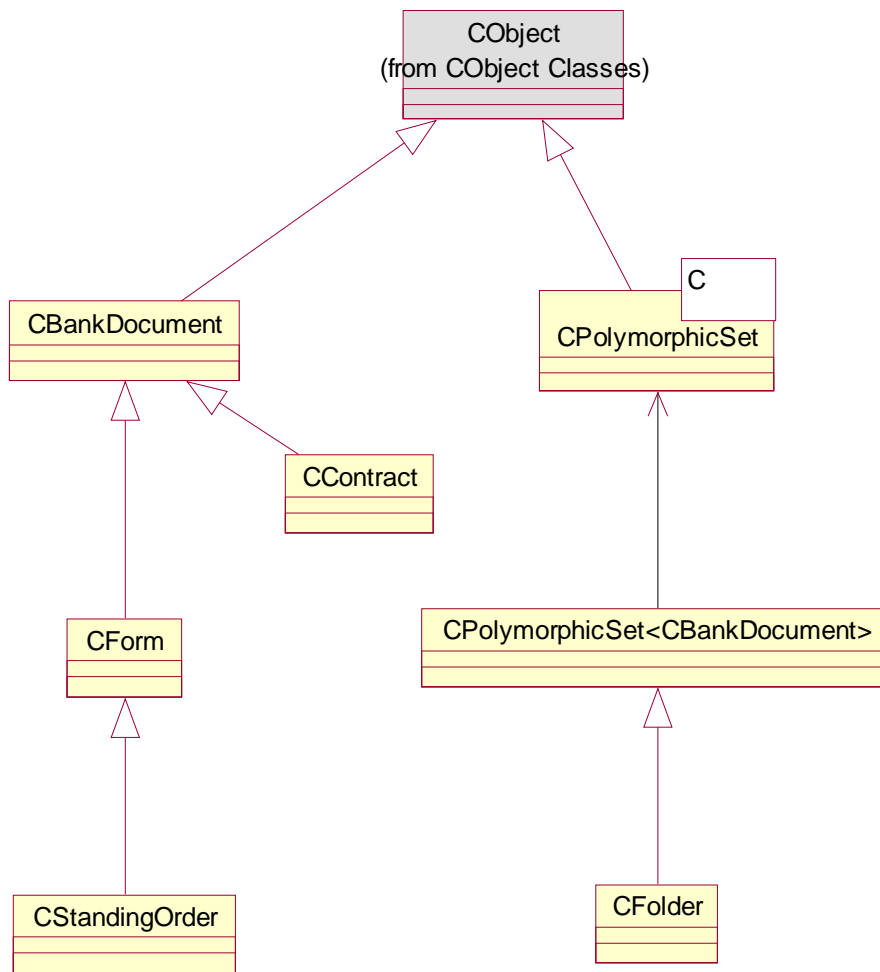 CObject
(from CObject Classes)
C
CBankDocument
CPolymorphicSet
CContract
CForm
CPolymorphicSet<CBankDocument>
CStandingOrder
CFolder